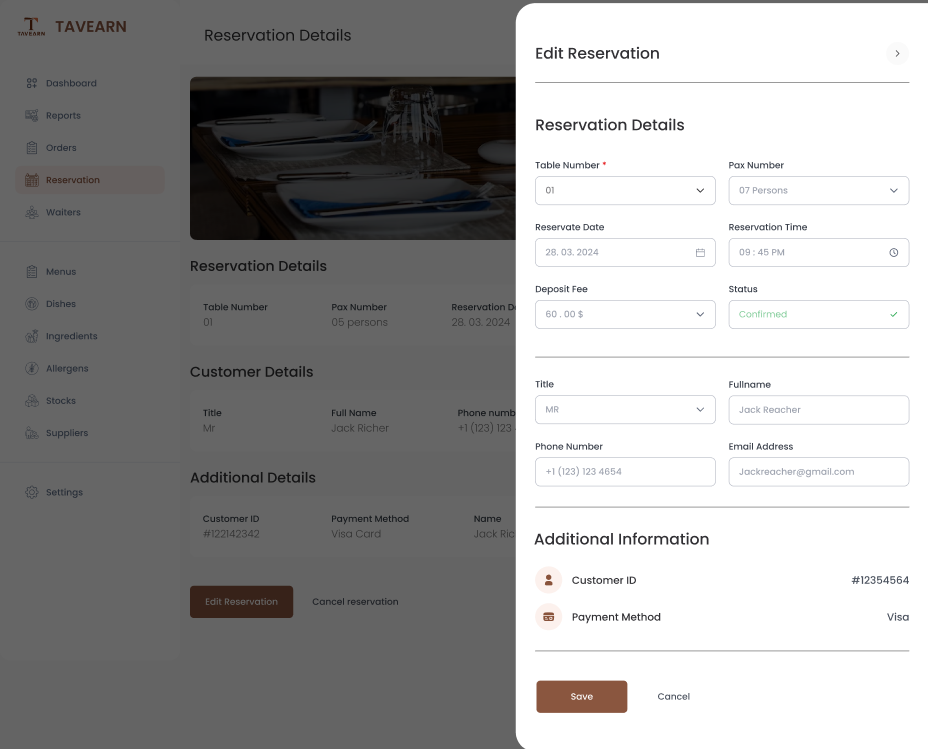 TAVEARN
TAVEARN
Dashboard
Reports
Orders
Reservation
Waiters
Menus
Dishes
Ingredients
Allergens
Stocks
Suppliers
Settings
Reservation Details
Reservation Details
Table Number Pax Number Reservation D
01 05 persons 28. 03. 2024
Customer Details
Title Full Name Phone numb
Mr Jack Richer +1 (123) 123
Additional Details
Customer ID Payment Method Name
#122142342 Visa Card Jack Ric
Edit Reservation Cancel reservation
Edit Reservation
Reservation Details
Table Number * Pax Number
01 07 Persons
Reservate Date Reservation Time
28. 03. 2024 09 : 45 PM
Deposit Fee Status
60 . 00 $ Confirmed
Title Fullname
MR Jack Reacher
Phone Number Email Address
+1 (123) 123 4654 Jackreacher@gmail.com
Additional Information
Customer ID #12354564
Payment Method Visa
Save Cancel